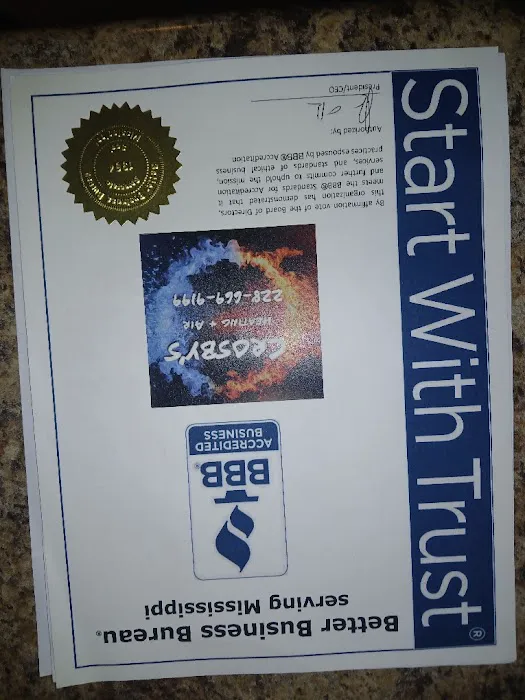 Better Business Bureau®
serving Mississippi
BBB®
ACCREDITED
BUSINESS
CROSBY'S
HEATING + AIR
228-669-9199
By affirmation vote of the Board of Directors,
this organization has demonstrated that it
meets the BBB® Standards for Accreditation
and further commits to uphold the mission,
services, and standards of ethical business
practices espoused by BBB® Accreditation
Authorized by:
President/CEO
Start With Trust®